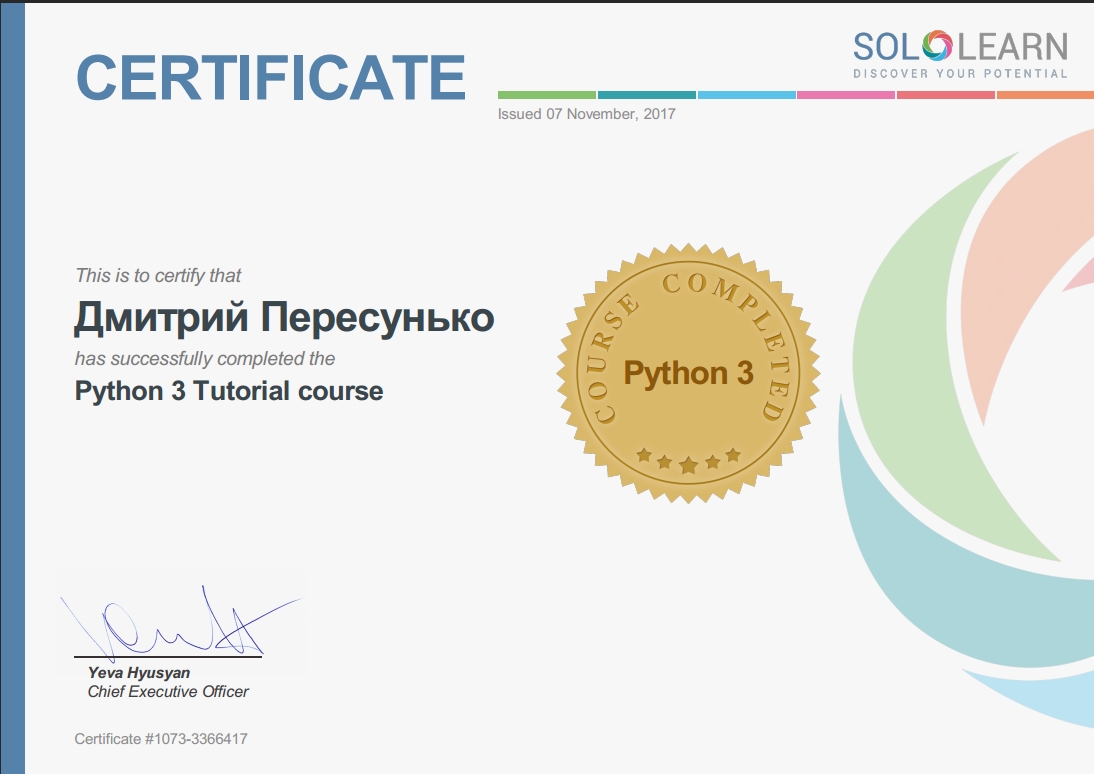 SOLOLEARN
DISCOVER YOUR POTENTIAL
CERTIFICATE
Issued 07 November, 2017
This is to certify that
Дмитрий Пересунько
has successfully completed the
Python 3 Tutorial course
COURSE COMPLETED
Python 3
Yeva Hyusyan
Chief Executive Officer
Certificate #1073-3366417